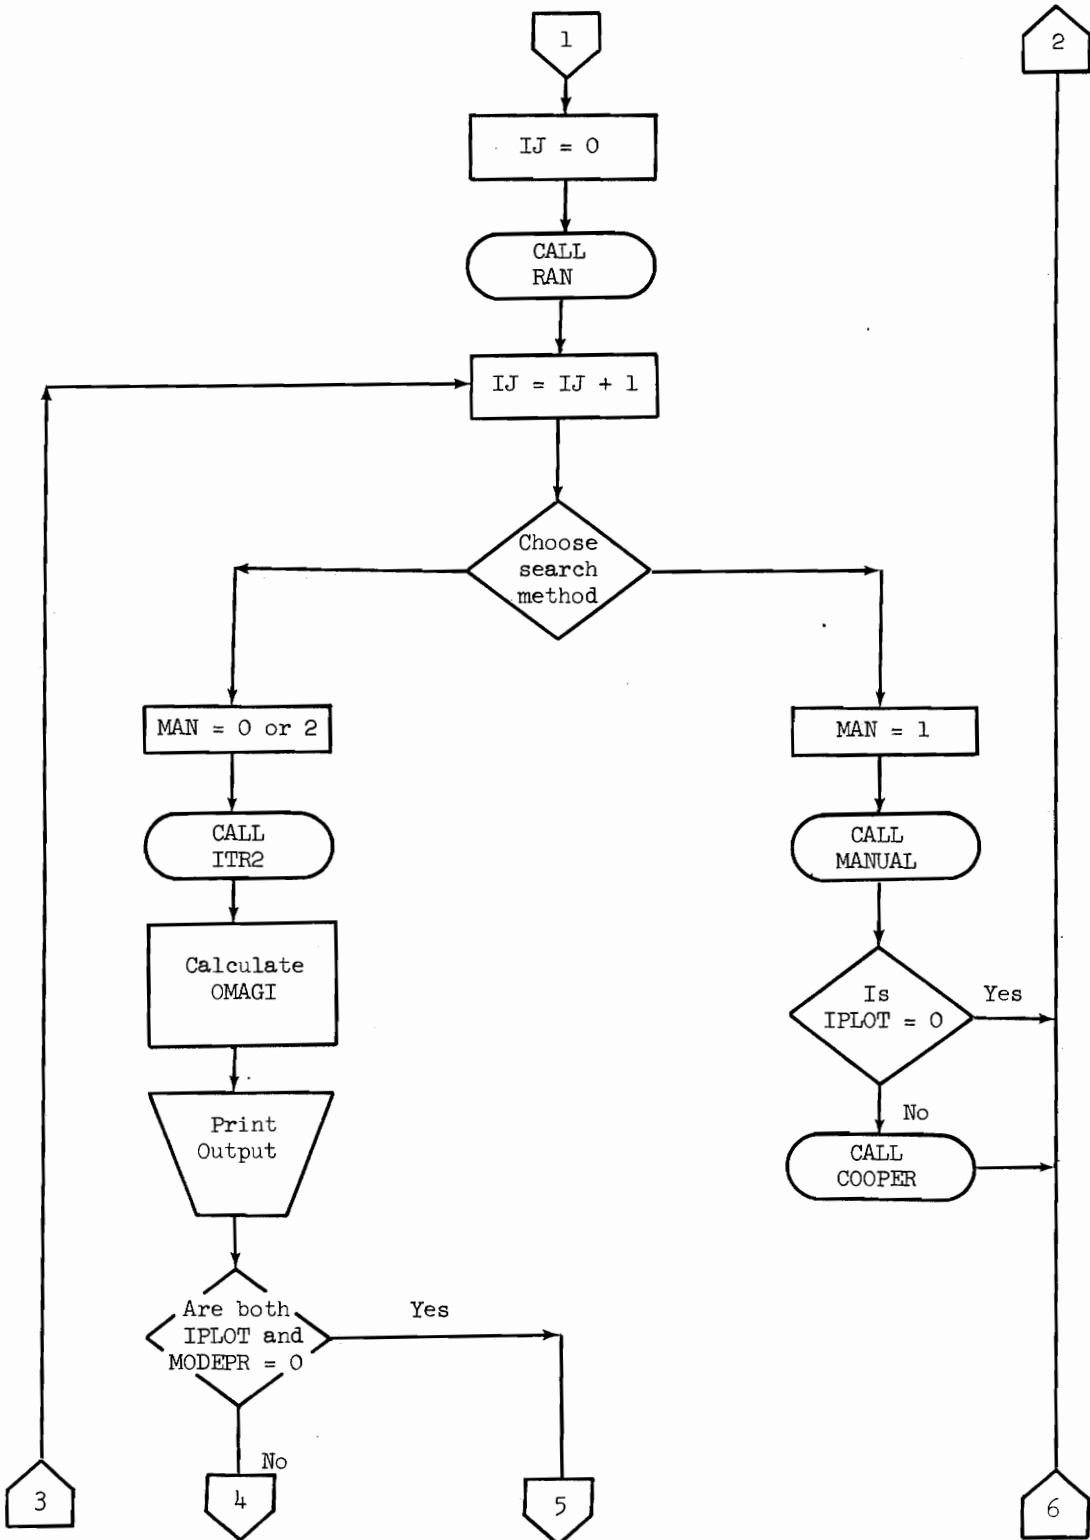 1
2
IJ = 0
CALL
RAN
IJ = IJ + 1
Choose
search
method
MAN = 0 or 2
MAN = 1
CALL
ITR2
CALL
MANUAL
Calculate
OMAGI
Is
IPLOT = 0
Yes
No
Print
Output
CALL
COOPER
Are both
IPLOT and
MODEPR = 0
Yes
No
3
4
5
6